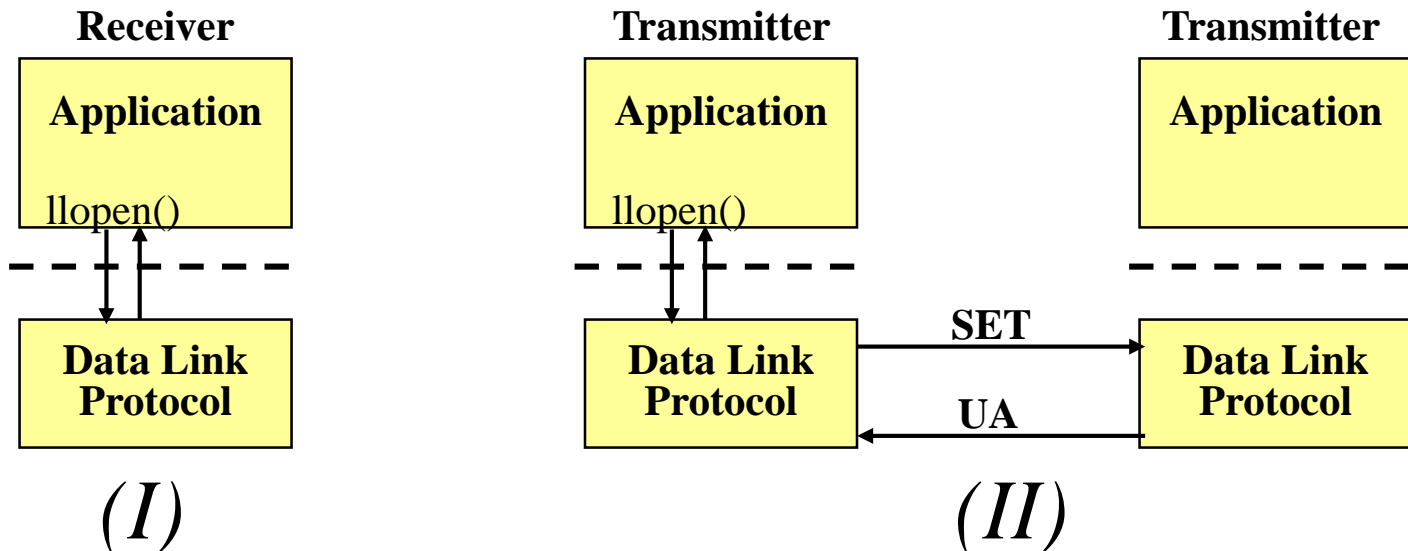 Receiver
Application
llopen()
Data Link
Protocol
(I)
Transmitter
Application
llopen()
Data Link
Protocol
SET
UA
Transmitter
Application
Data Link
Protocol
(II)